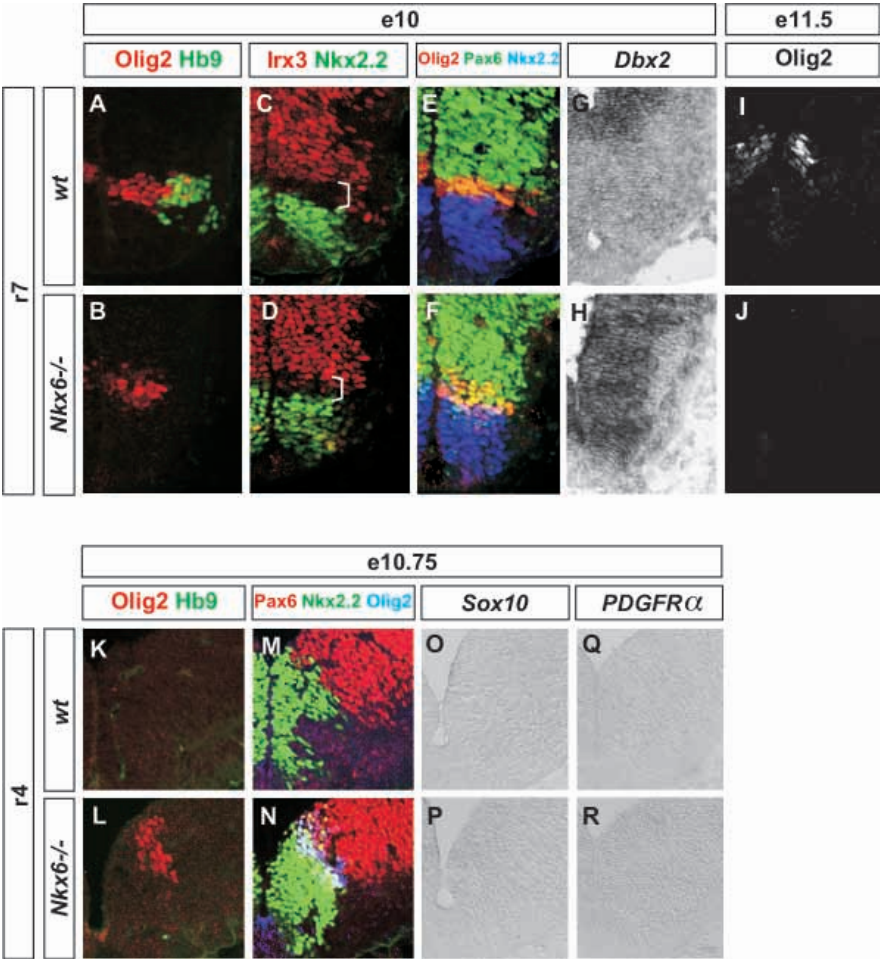 e10 e11.5
Olig2 Hb9 Irx3 Nkx2.2 Olig2 Pax6 Nkx2.2 Dbx2 Olig2
r7
wt
A C E G I
Nkx6-/-
B D F H J
e10.75
Olig2 Hb9 Pax6 Nkx2.2 Olig2 Sox10 PDGFRα
r4
wt
K M O Q
Nkx6-/-
L N P R